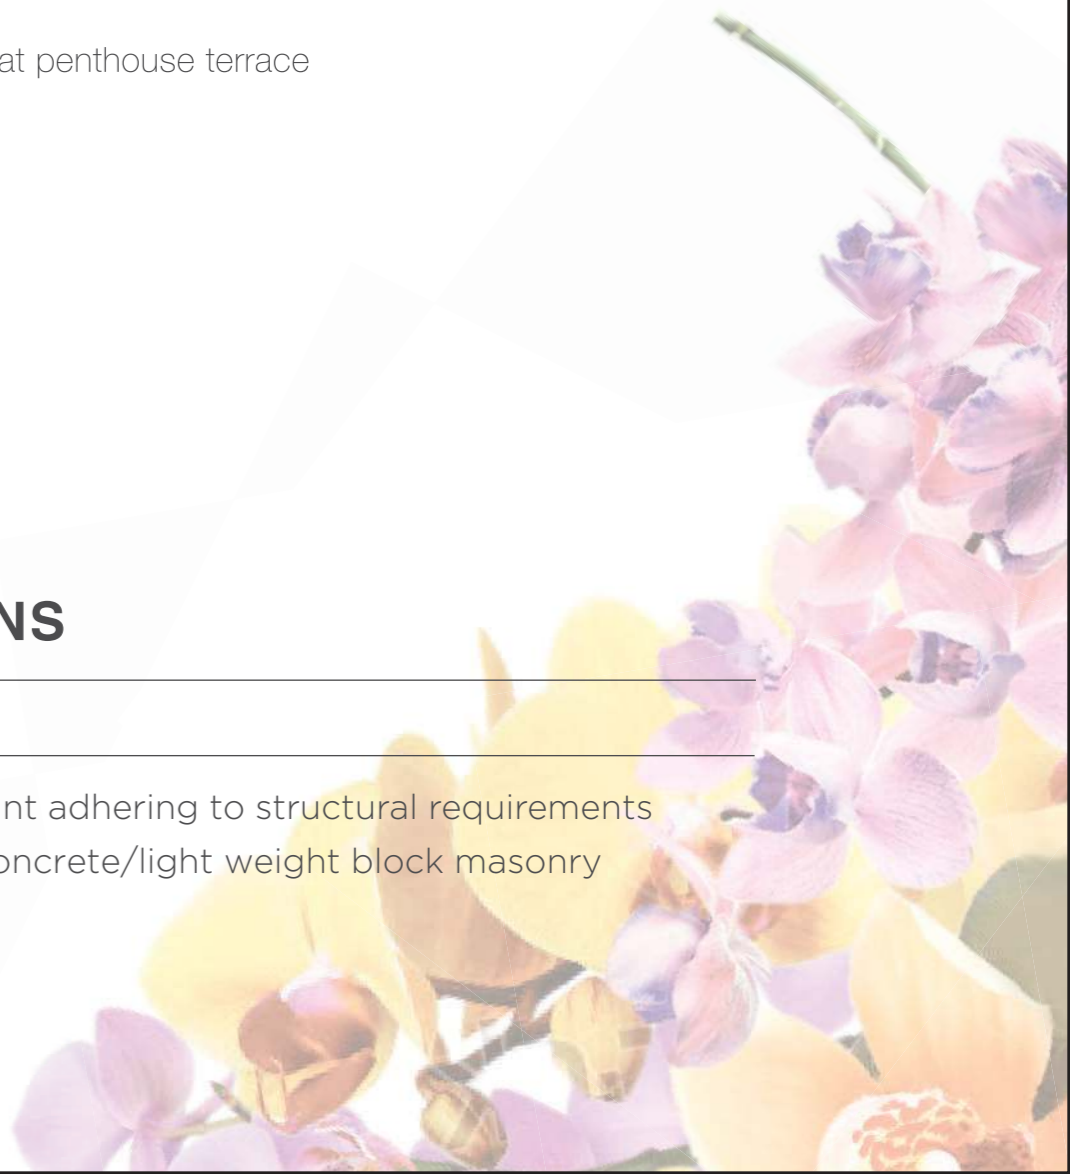 at penthouse terrace
NS
nt adhering to structural requirements
oncrete/light weight block masonry